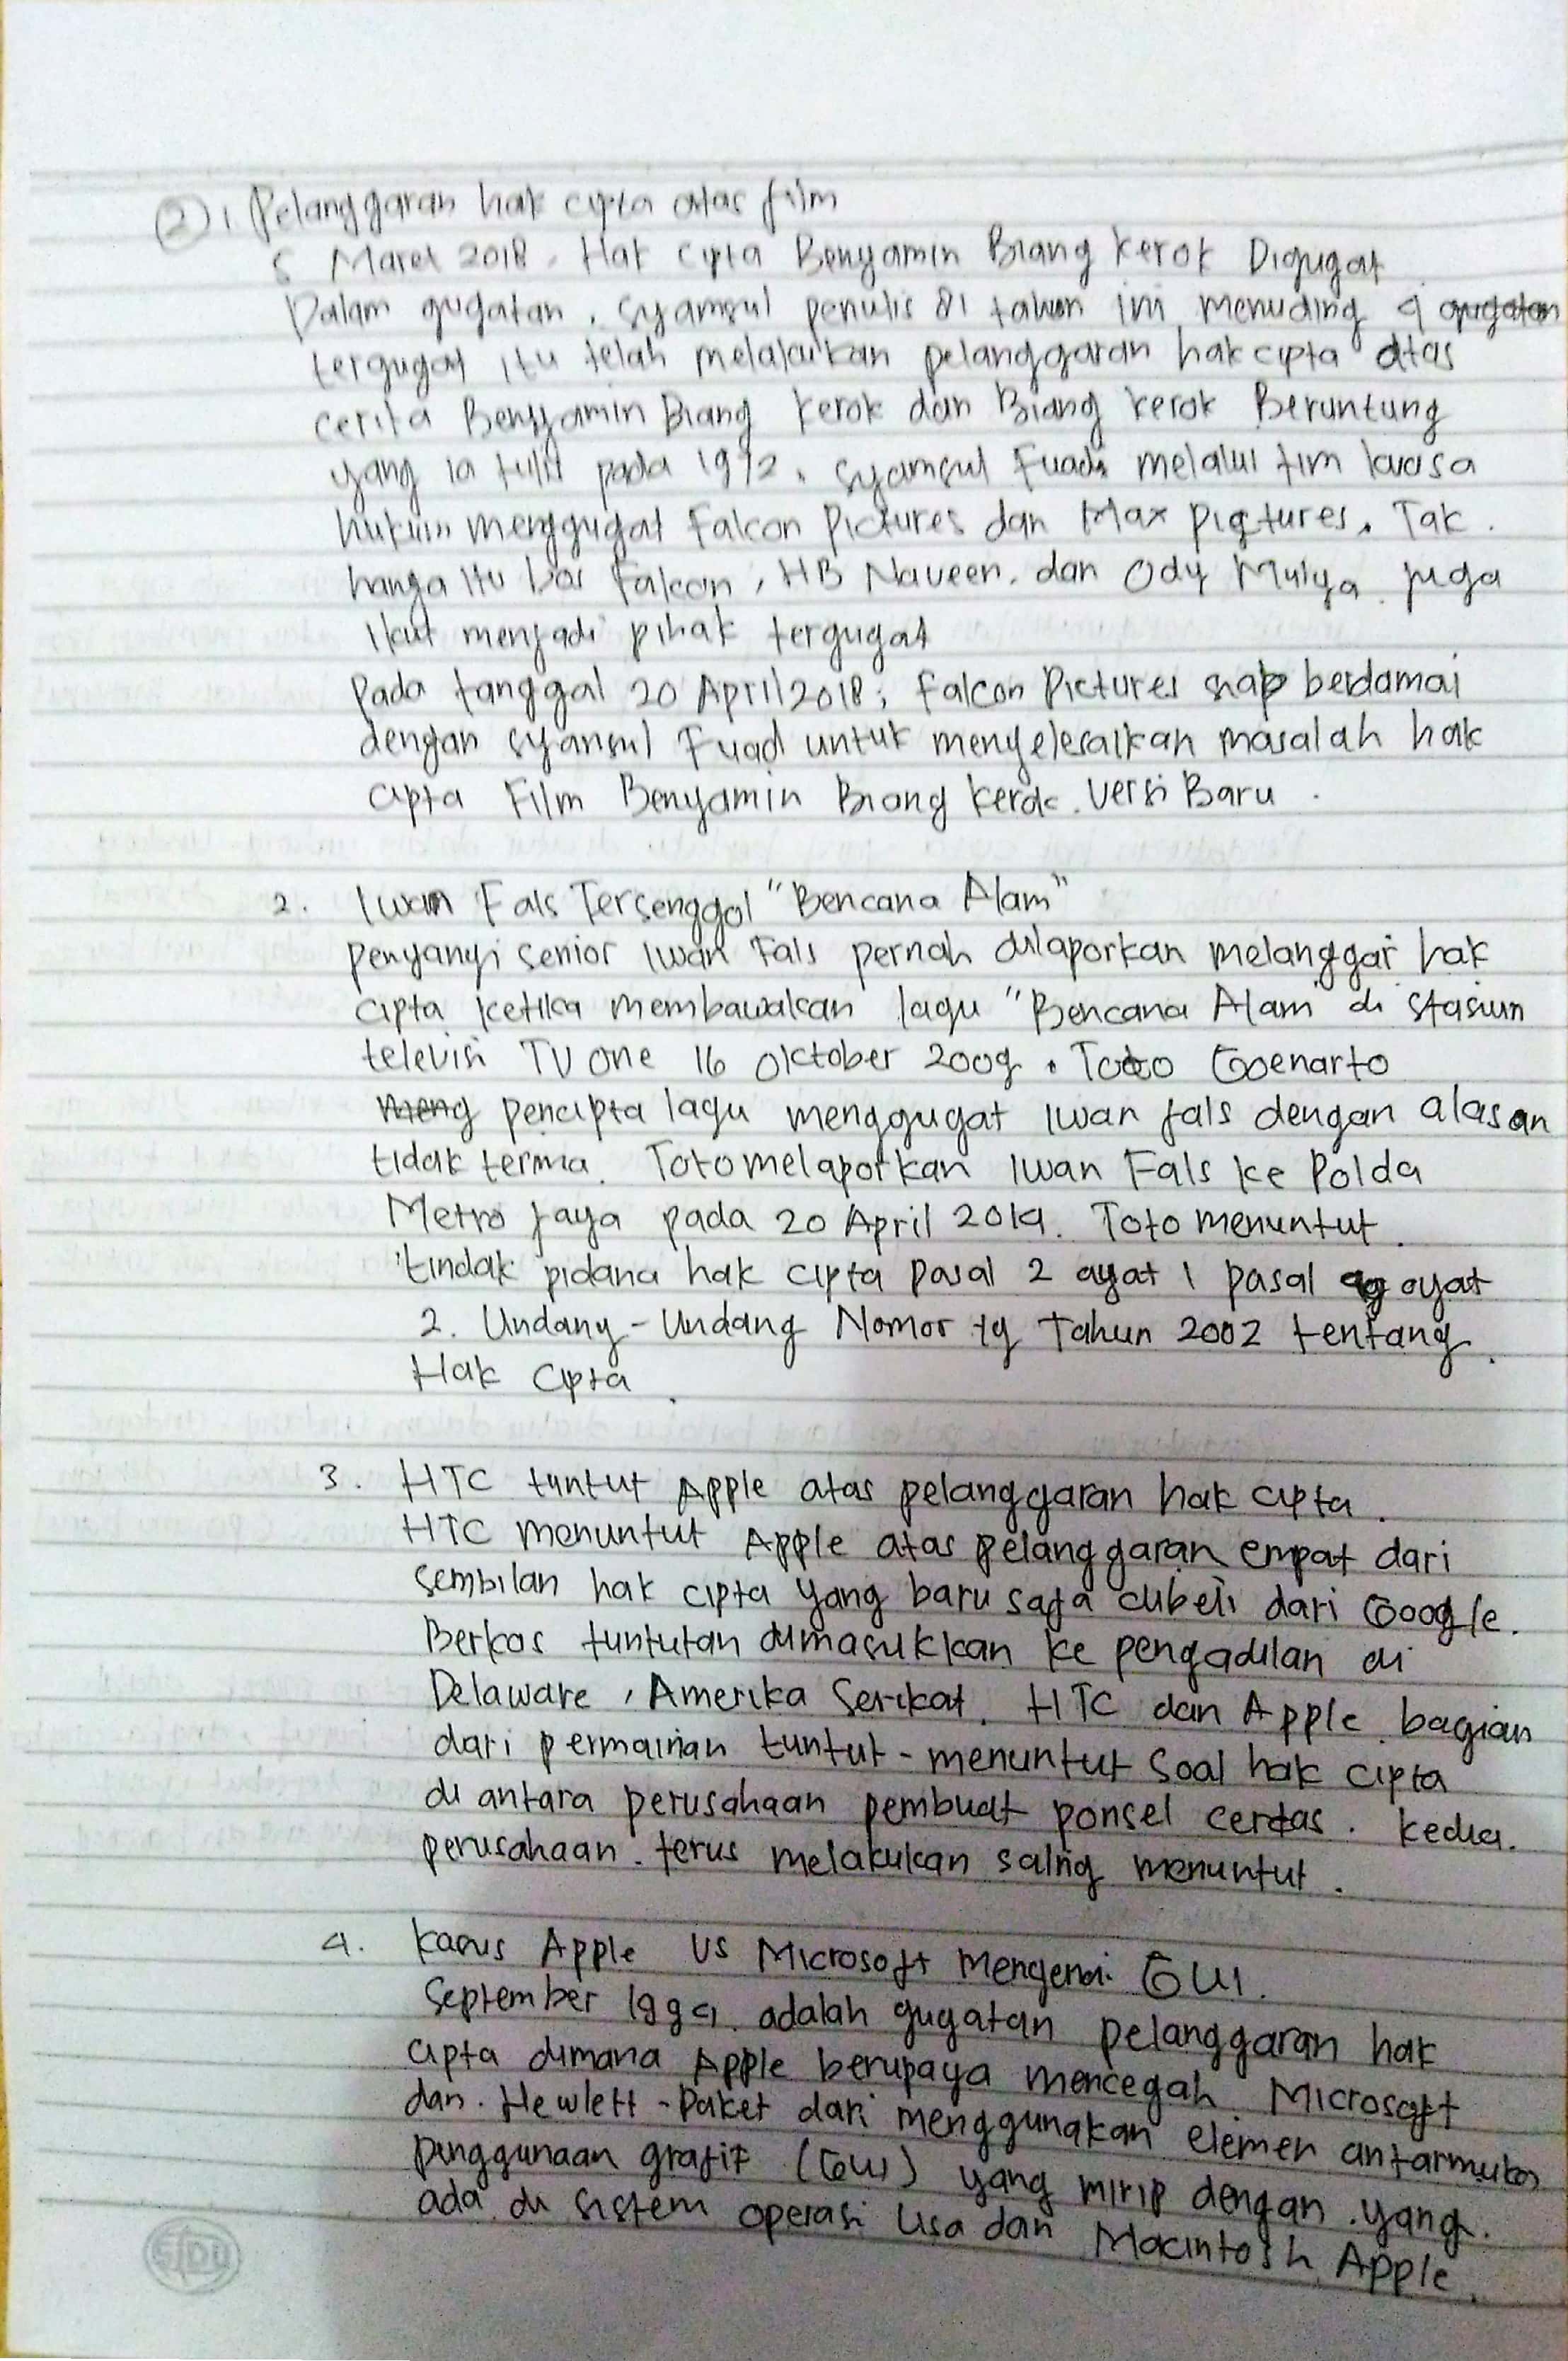 ② 1 Pelanggaran hak cipta atas film
5 Maret 2018, Hak Cipta Benyamin Biang Kerok Digugat
Dalam gugatan, Syamsul penulis 81 tahun ini menuding 4 gugatan
tergugat itu telah melakukan pelanggaran hak cipta atas
cerita Benyamin Biang Kerok dan Biang Kerok Beruntung
yang ia tulis pada 1972. Syamsul Fuads melalui tim kuasa
hukum menggugat Falcon Pictures dan Max Pigtures. Tak
hanya itu bos Falcon, HB Naveen, dan Ody Mulya juga
ikut menjadi pihak tergugat
Pada tanggal 20 April 2018, Falcon Pictures siap berdamai
dengan Syamsul Fuad untuk menyelesaikan masalah hak
cipta Film Benyamin Biang Kerok Versi Baru.
2. Iwan Fals Tersenggol "Bencana Alam"
Penyanyi senior Iwan Fals pernah dilaporkan melanggar hak
cipta ketika membawakan lagu "Bencana Alam" di stasiun
televisi TV One 16 Oktober 2009. Toto Goenarto
meng pencipta lagu menggugat Iwan fals dengan alasan
tidak terima. Toto melaporkan Iwan Fals ke Polda
Metro Jaya pada 20 April 2014. Toto menuntut
tindak pidana hak cipta Pasal 2 ayat 1 pasal 49 ayat
2. Undang-Undang Nomor 19 Tahun 2002 tentang
Hak Cipta.
3. HTC tuntut Apple atas pelanggaran hak cipta.
HTC menuntut Apple atas pelanggaran empat dari
sembilan hak cipta yang baru saja dibeli dari Google.
Berkas tuntutan dimasukkan ke pengadilan di
Delaware, Amerika Serikat. HTC dan Apple bagian
dari permainan tuntut-menuntut soal hak cipta
di antara perusahaan pembuat ponsel cerdas. kedua
perusahaan terus melakukan saling menuntut.
4. Kasus Apple VS Microsoft Mengenai GUI.
September 1994 adalah gugatan pelanggaran hak
cipta dimana Apple berupaya mencegah Microsoft
dan Hewlett-Paket dari menggunakan elemen antarmuka
penggunaan grafik (GUI) yang mirip dengan yang
ada di sistem operasi Lisa dan Macintosh Apple.
SIDU